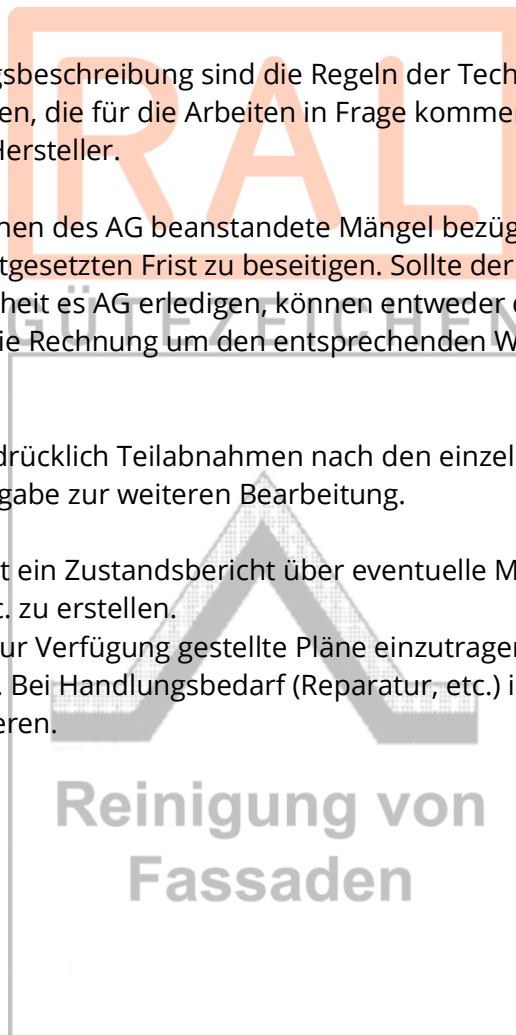 RAL
gsbeschreibung sind die Regeln der Tech
en, die für die Arbeiten in Frage kommer
Hersteller.
nen des AG beanstandete Mängel bezüg
tgesetzten Frist zu beseitigen. Sollte der
heit es AG erledigen, können entweder
GÜTEZEICHEN
ie Rechnung um den entsprechenden W
drücklich Teilabnahmen nach den einzel
gabe zur weiteren Bearbeitung.
t ein Zustandsbericht über eventuelle M
c. zu erstellen.
ur Verfügung gestellte Pläne einzutragen
. Bei Handlungsbedarf (Reparatur, etc.) i
eren.
Reinigung von
Fassaden